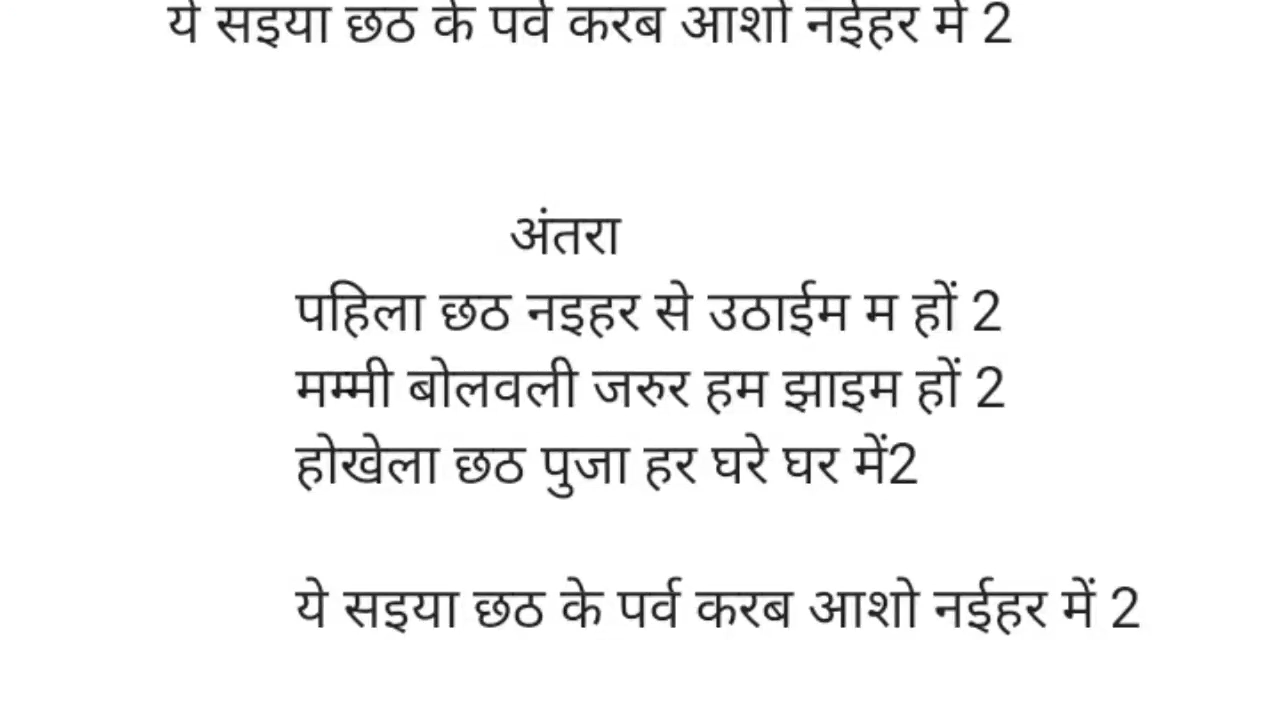 ये सइया छठ के पर्व करब आशो नईहर में 2
अंतरा
पहिला छठ नइहर से उठाईम म हों 2
मम्मी बोलवली जरुर हम झाइम हों 2
होखेला छठ पुजा हर घरे घर में2
ये सइया छठ के पर्व करब आशो नईहर में 2